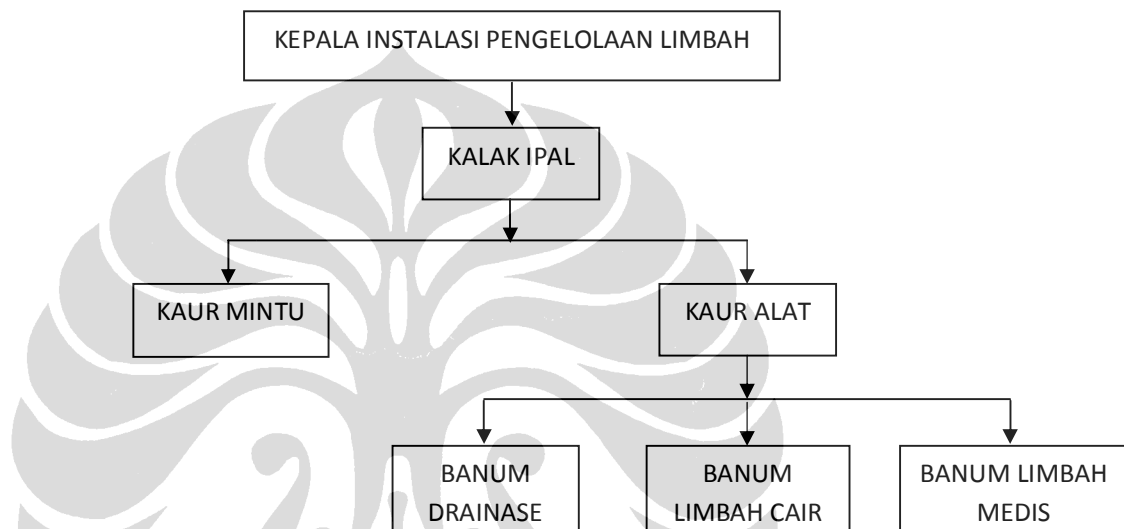 KEPALA INSTALASI PENGELOLAAN LIMBAH
KALAK IPAL
KAUR MINTU
KAUR ALAT
BANUM
DRAINASE
BANUM
LIMBAH CAIR
BANUM LIMBAH
MEDIS